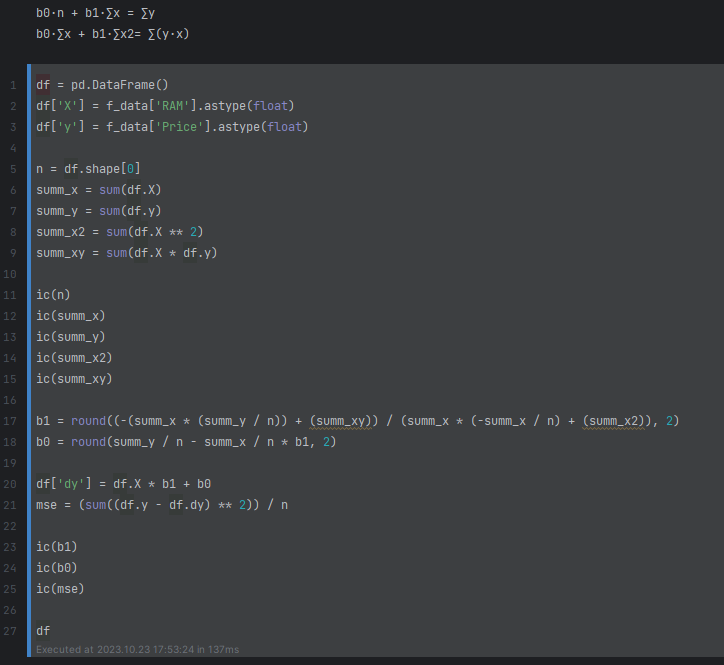 b0·n + b1·∑x = ∑y
b0·∑x + b1·∑x2= ∑(y·x)
1 df = pd.DataFrame()
2 df['X'] = f_data['RAM'].astype(float)
3 df['y'] = f_data['Price'].astype(float)
4
5 n = df.shape[0]
6 summ_x = sum(df.X)
7 summ_y = sum(df.y)
8 summ_x2 = sum(df.X ** 2)
9 summ_xy = sum(df.X * df.y)
10
11 ic(n)
12 ic(summ_x)
13 ic(summ_y)
14 ic(summ_x2)
15 ic(summ_xy)
16
17 b1 = round((-(summ_x * (summ_y / n)) + (summ_xy)) / (summ_x * (-summ_x / n) + (summ_x2)), 2)
18 b0 = round(summ_y / n - summ_x / n * b1, 2)
19
20 df['dy'] = df.X * b1 + b0
21 mse = (sum((df.y - df.dy) ** 2)) / n
22
23 ic(b1)
24 ic(b0)
25 ic(mse)
26
27 df
Executed at 2023.10.23 17:53:24 in 137ms